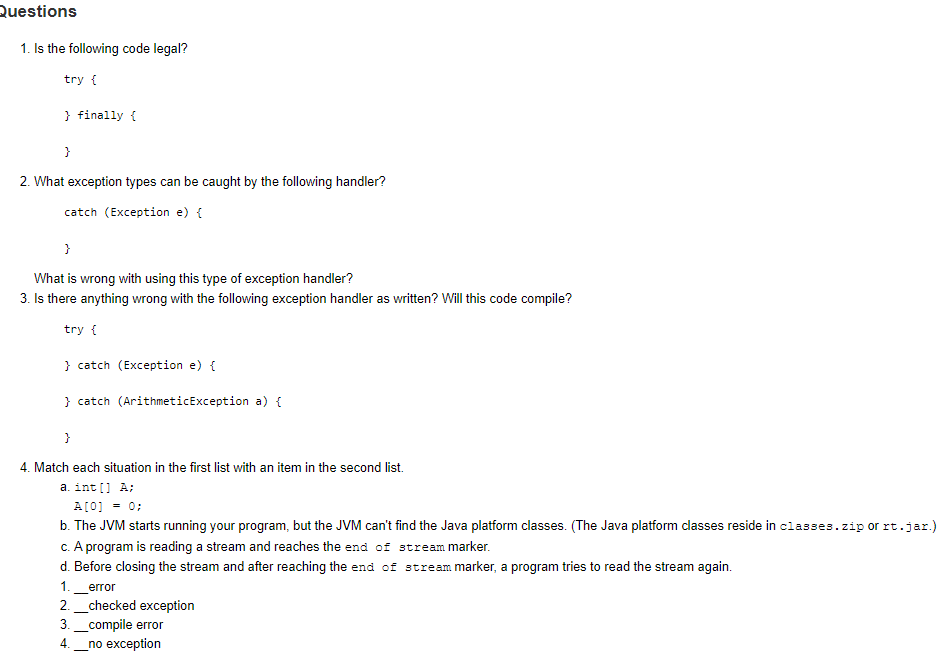 Questions
1. Is the following code legal?
try {
} finally {
}
2. What exception types can be caught by the following handler?
catch (Exception e) {
}
What is wrong with using this type of exception handler?
3. Is there anything wrong with the following exception handler as written? Will this code compile?
try {
} catch (Exception e) {
} catch (ArithmeticException a) {
}
4. Match each situation in the first list with an item in the second list.
a. int[] A;
A[0] = 0;
b. The JVM starts running your program, but the JVM can't find the Java platform classes. (The Java platform classes reside in classes.zip or rt.jar.)
c. A program is reading a stream and reaches the end of stream marker.
d. Before closing the stream and after reaching the end of stream marker, a program tries to read the stream again.
1. __error
2. __checked exception
3. __compile error
4. __no exception